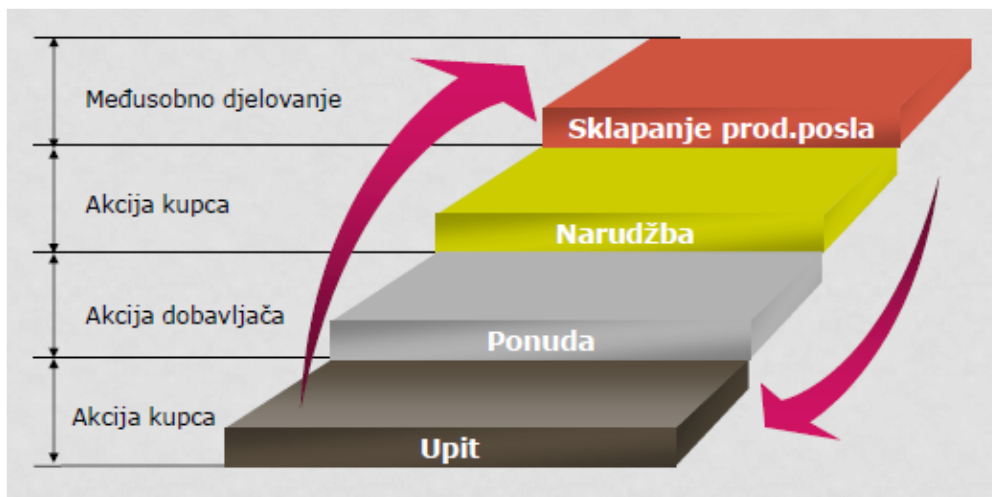 Međusobno djelovanje
Sklapanje prod.posla
Akcija kupca
Narudžba
Akcija dobavljača
Ponuda
Akcija kupca
Upit